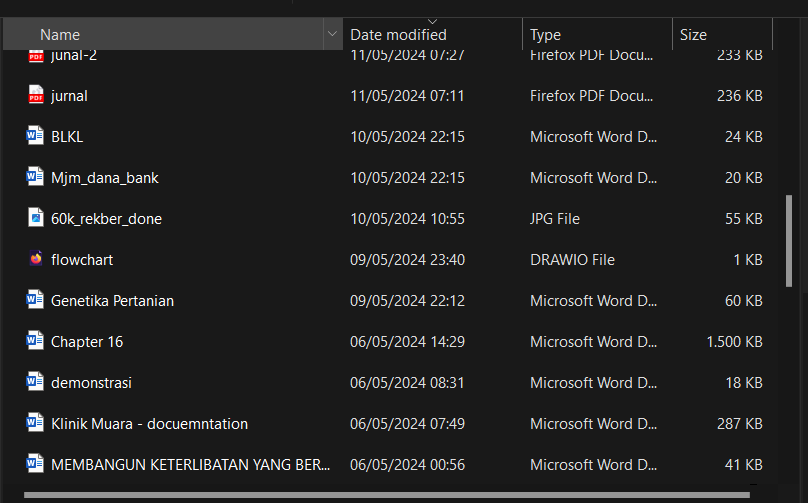 Name Date modified Type Size
junal-2 11/05/2024 07:27 Firefox PDF Docu... 233 KB
jurnal 11/05/2024 07:11 Firefox PDF Docu... 236 KB
BLKL 10/05/2024 22:15 Microsoft Word D... 24 KB
Mjm_dana_bank 10/05/2024 22:15 Microsoft Word D... 20 KB
60k_rekber_done 10/05/2024 10:55 JPG File 55 KB
flowchart 09/05/2024 23:40 DRAWIO File 1 KB
Genetika Pertanian 09/05/2024 22:12 Microsoft Word D... 60 KB
Chapter 16 06/05/2024 14:29 Microsoft Word D... 1.500 KB
demonstrasi 06/05/2024 08:31 Microsoft Word D... 18 KB
Klinik Muara - docuemntation 06/05/2024 07:49 Microsoft Word D... 287 KB
MEMBANGUN KETERLIBATAN YANG BER... 06/05/2024 00:56 Microsoft Word D... 41 KB